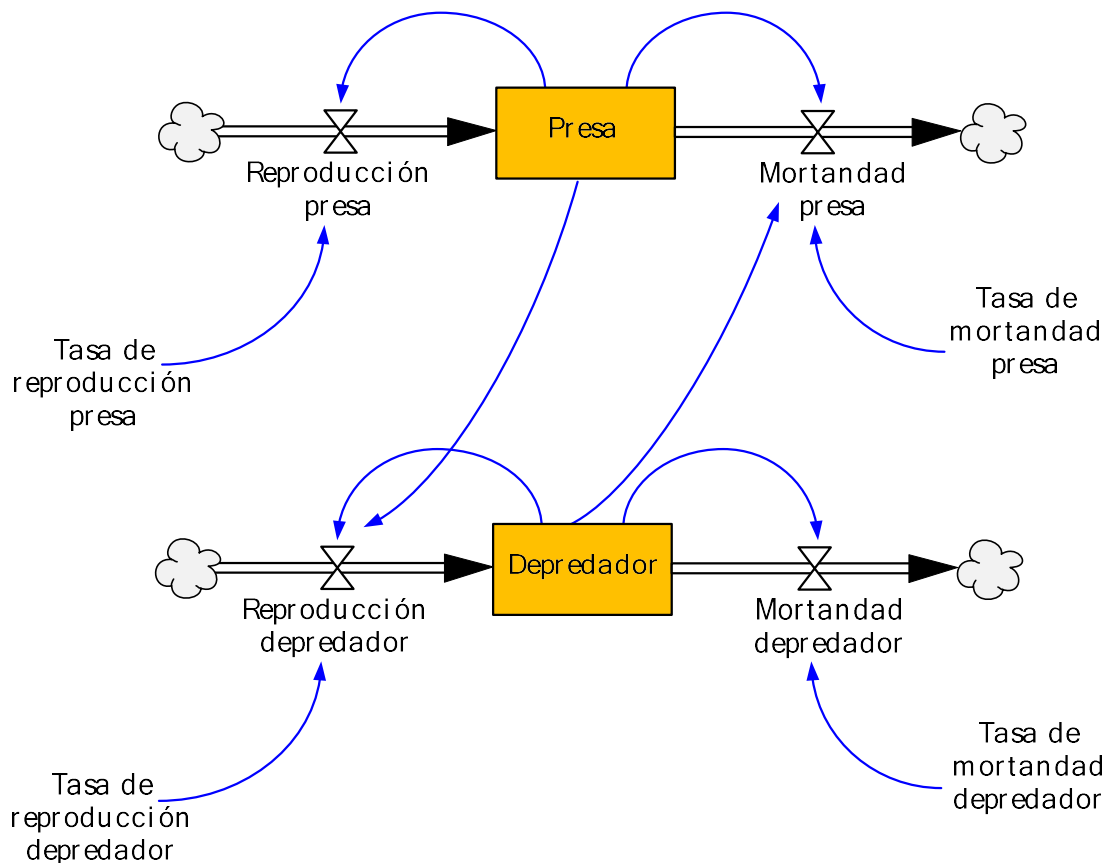 Presa
Reproducción
presa
Mortandad
presa
Tasa de
reproducción
presa
Tasa de
mortandad
presa
Depredador
Reproducción
depredador
Mortandad
depredador
Tasa de
reproducción
depredador
Tasa de
mortandad
depredador